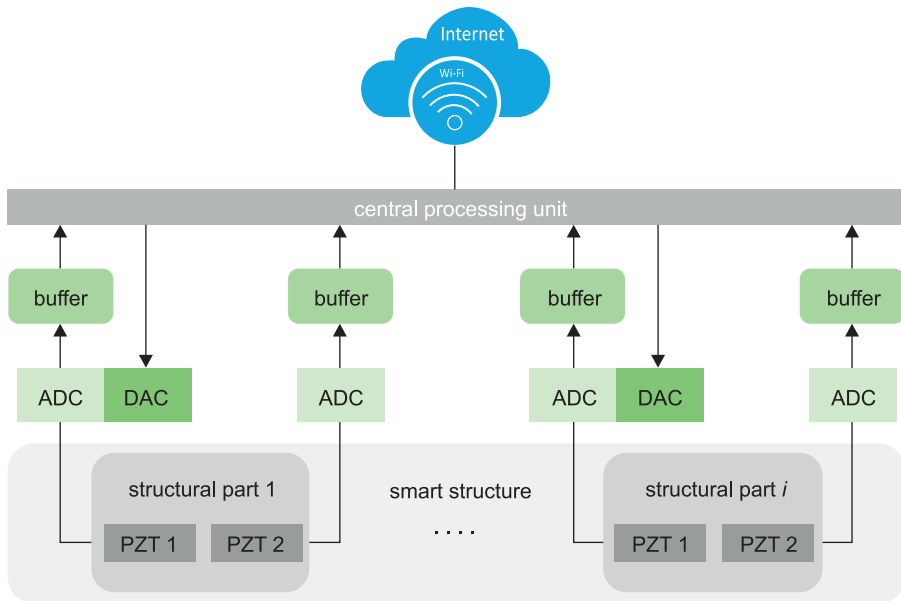 Internet
Wi-Fi
central processing unit
buffer buffer buffer buffer
ADC DAC ADC ADC DAC ADC
structural part 1 smart structure structural part i
. . . .
PZT 1 PZT 2 PZT 1 PZT 2